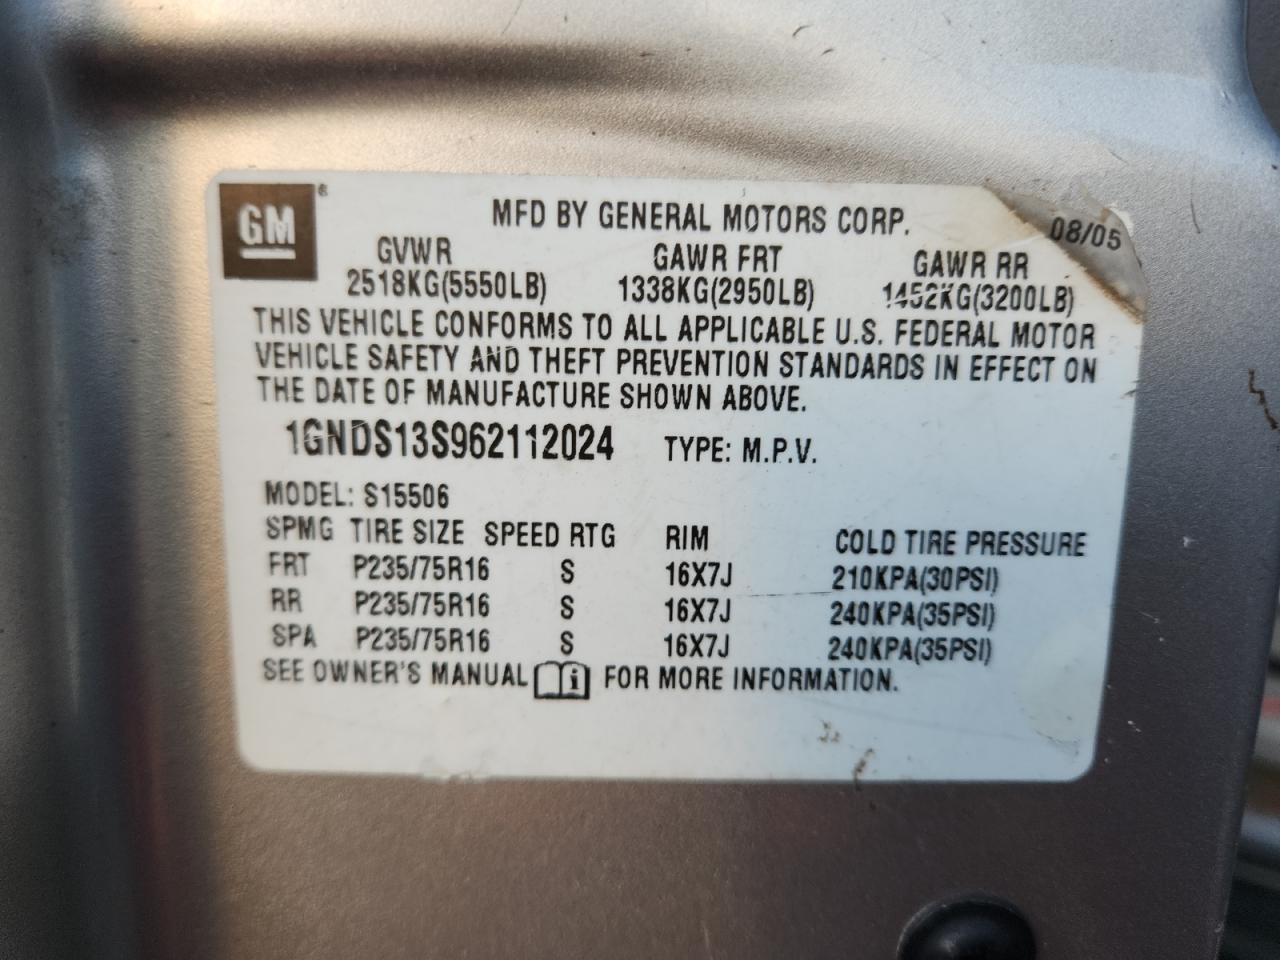 GM®
MFD BY GENERAL MOTORS CORP. 08/05
GVWR GAWR FRT GAWR RR
2518KG(5550LB) 1338KG(2950LB) 1452KG(3200LB)
THIS VEHICLE CONFORMS TO ALL APPLICABLE U.S. FEDERAL MOTOR
VEHICLE SAFETY AND THEFT PREVENTION STANDARDS IN EFFECT ON
THE DATE OF MANUFACTURE SHOWN ABOVE.
1GNDS13S962112024 TYPE: M.P.V.
MODEL: S15506
SPMG TIRE SIZE SPEED RTG RIM COLD TIRE PRESSURE
FRT P235/75R16 S 16X7J 210KPA(30PSI)
RR P235/75R16 S 16X7J 240KPA(35PSI)
SPA P235/75R16 S 16X7J 240KPA(35PSI)
SEE OWNER'S MANUAL i FOR MORE INFORMATION.